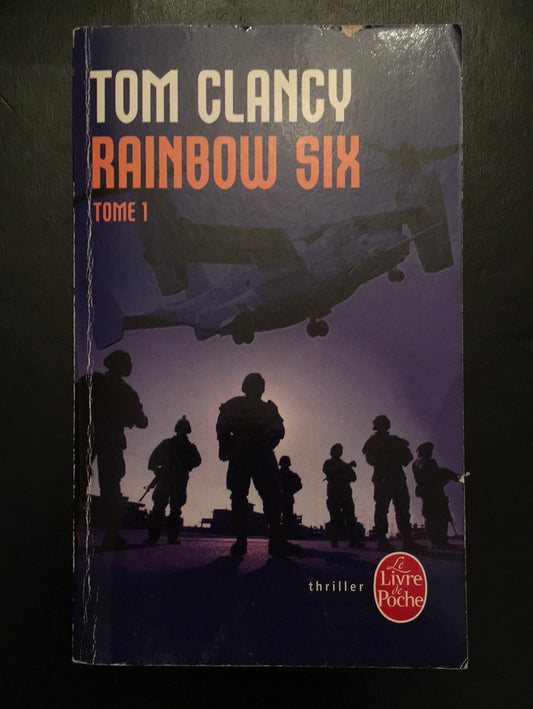 TOM CLANCY
RAINBOW SIX
TOME 1
thriller
Le
Livre
de
Poche